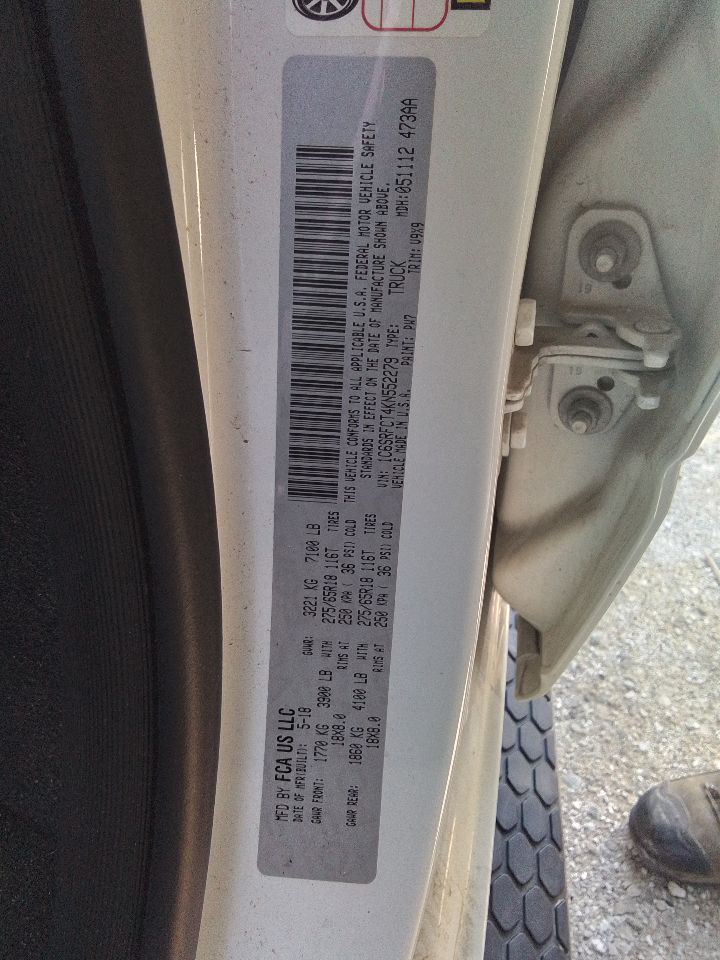 MFD BY FCA US LLC
DATE OF MFR(BUILT): 5-18 GVWR: 3221 KG 7100 LB
GAWR FRONT: 1770 KG 3900 LB WITH 275/65R18 116T TIRES
18X8.0 RIMS AT 250 KPA ( 36 PSI) COLD
GAWR REAR: 1860 KG 4100 LB WITH 275/65R18 116T TIRES
18X8.0 RIMS AT 250 KPA ( 36 PSI) COLD
THIS VEHICLE CONFORMS TO ALL APPLICABLE U.S.A. FEDERAL MOTOR VEHICLE SAFETY
STANDARDS IN EFFECT ON THE DATE OF MANUFACTURE SHOWN ABOVE.
VIN: 1C6SRFCT4KN552279 TYPE: TRUCK MDH:051112 473AA
VEHICLE MADE IN U.S.A. PAINT: PW7 TRIM: V9X9
19
19